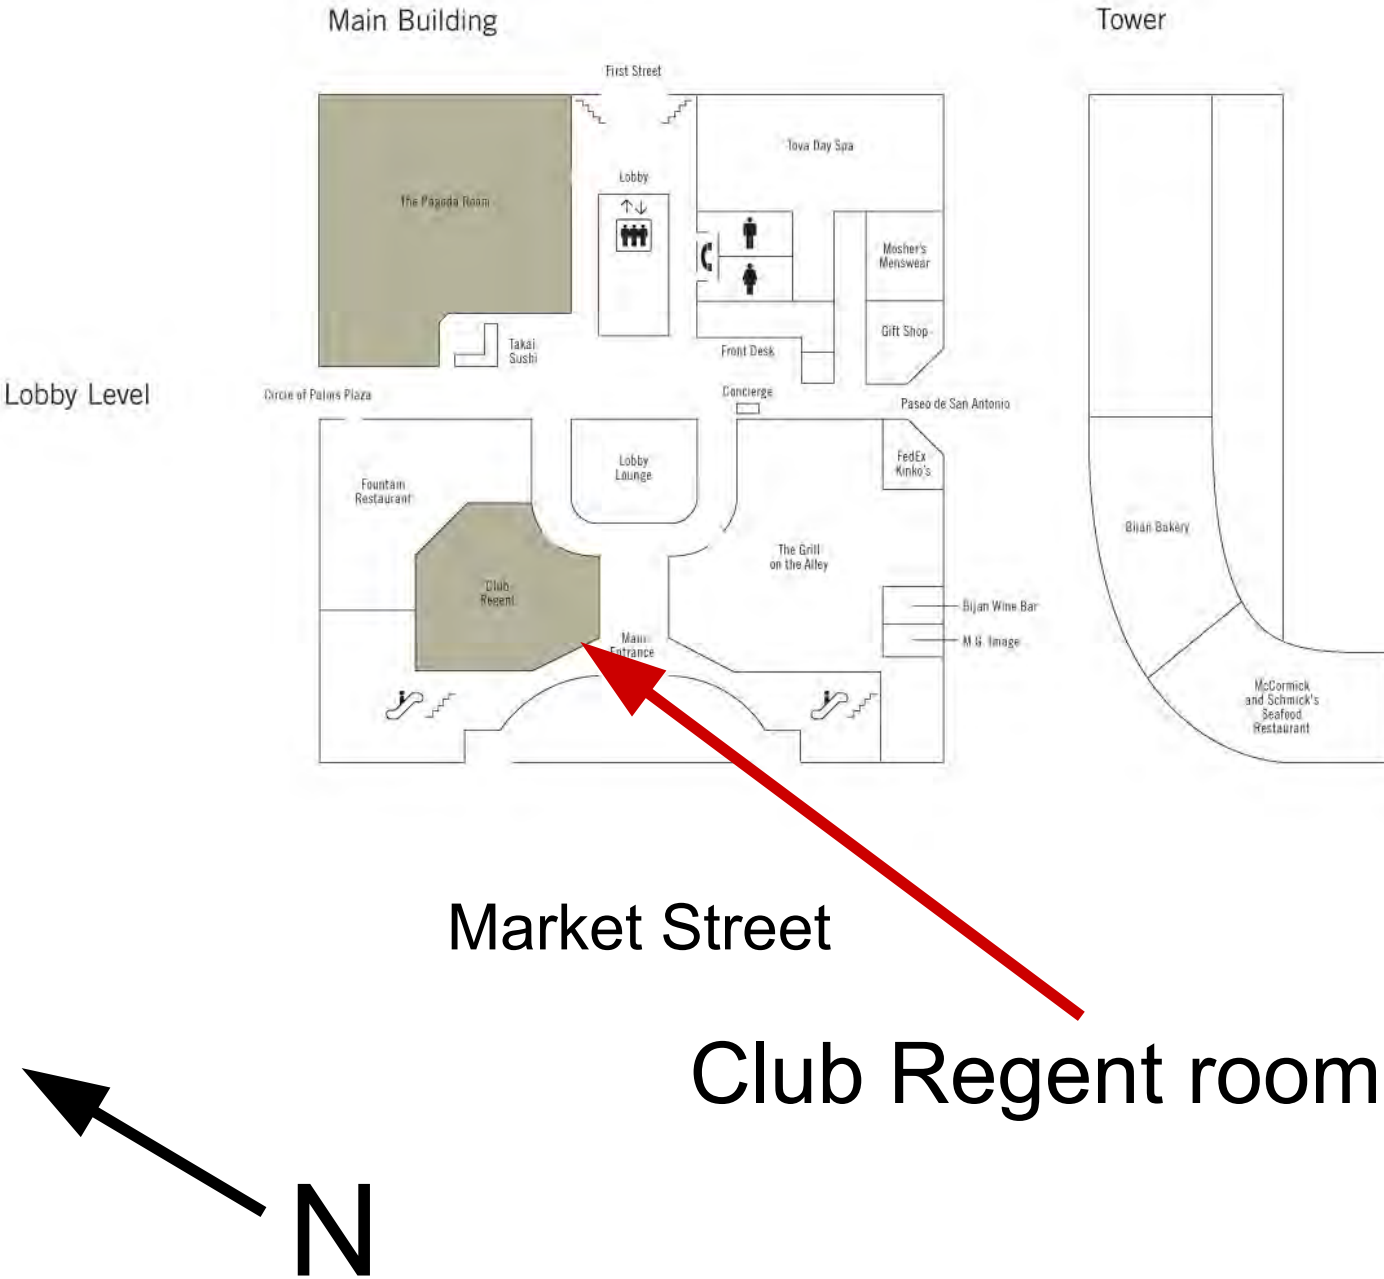 Main Building
Tower
First Street
Tova Day Spa
Lobby
The Pagoda Room
Mosher's
Menswear
Gift Shop
Takai
Sushi
Front Desk
Lobby Level
Circle of Palms Plaza
Concierge
Paseo de San Antonio
Lobby
Lounge
FedEx
Kinko's
Fountain
Restaurant
Bijan Bakery
The Grill
on the Alley
Club
Regent
Bijan Wine Bar
Main
Entrance
M.G. Image
McCormick
and Schmick's
Seafood
Restaurant
Market Street
Club Regent room
N